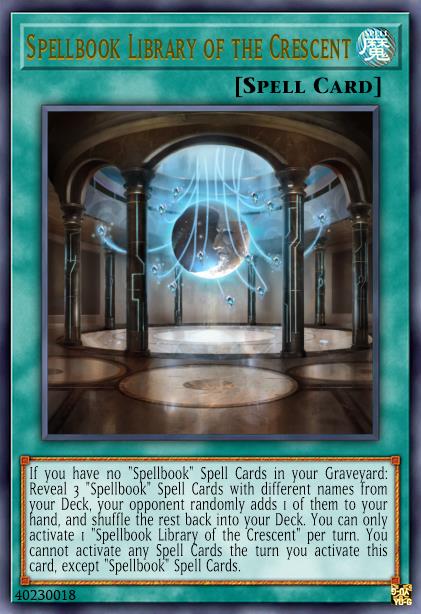 Spellbook Library of the Crescent
SPELL
魔
[Spell Card]
If you have no "Spellbook" Spell Cards in your Graveyard:
Reveal 3 "Spellbook" Spell Cards with different names from
your Deck, your opponent randomly adds 1 of them to your
hand, and shuffle the rest back into your Deck. You can only
activate 1 "Spellbook Library of the Crescent" per turn. You
cannot activate any Spell Cards the turn you activate this
card, except "Spellbook" Spell Cards.
40230018